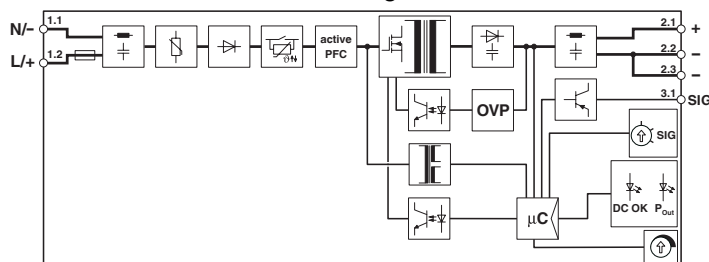 N/− 1.1
L/+ 1.2
active PFC
2.1 +
2.2 −
2.3 −
3.1 SIG
OVP
ϑ
SIG
µC
DC OK P Out